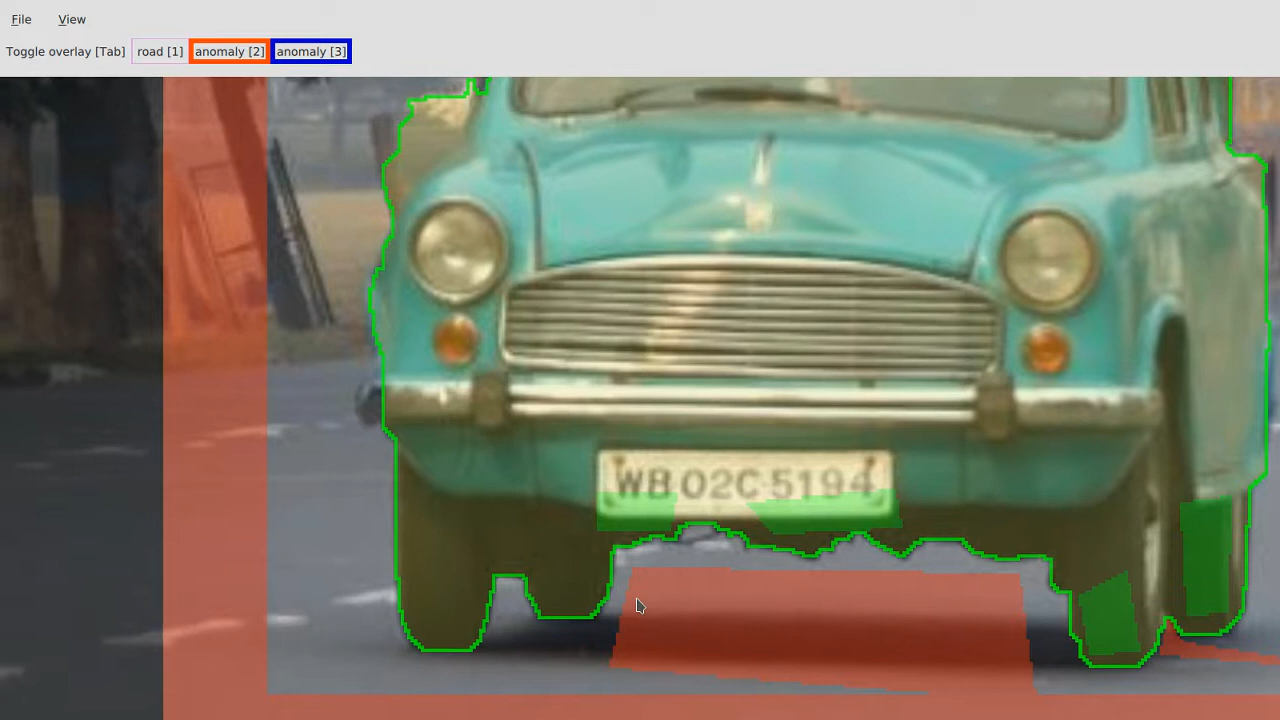 File View
Toggle overlay [Tab] road [1] anomaly [2] anomaly [3]
WB 02C 5194